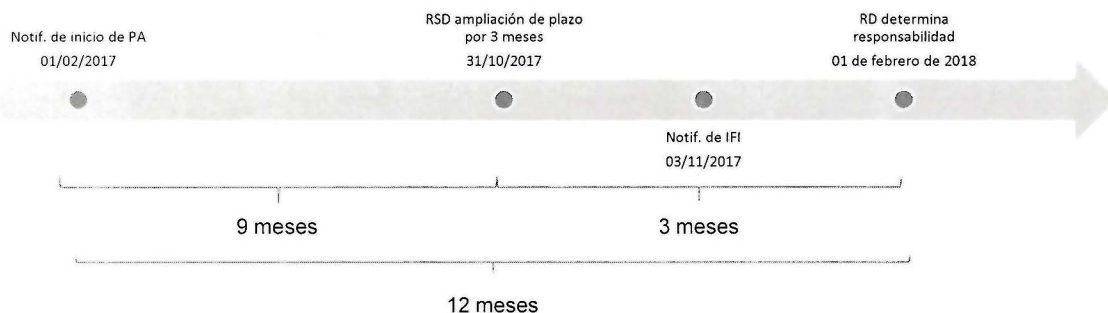 Notif. de inicio de PA
01/02/2017
RSD ampliación de plazo
por 3 meses
31/10/2017
RD determina
responsabilidad
01 de febrero de 2018
Notif. de IFI
03/11/2017
9 meses
3 meses
12 meses